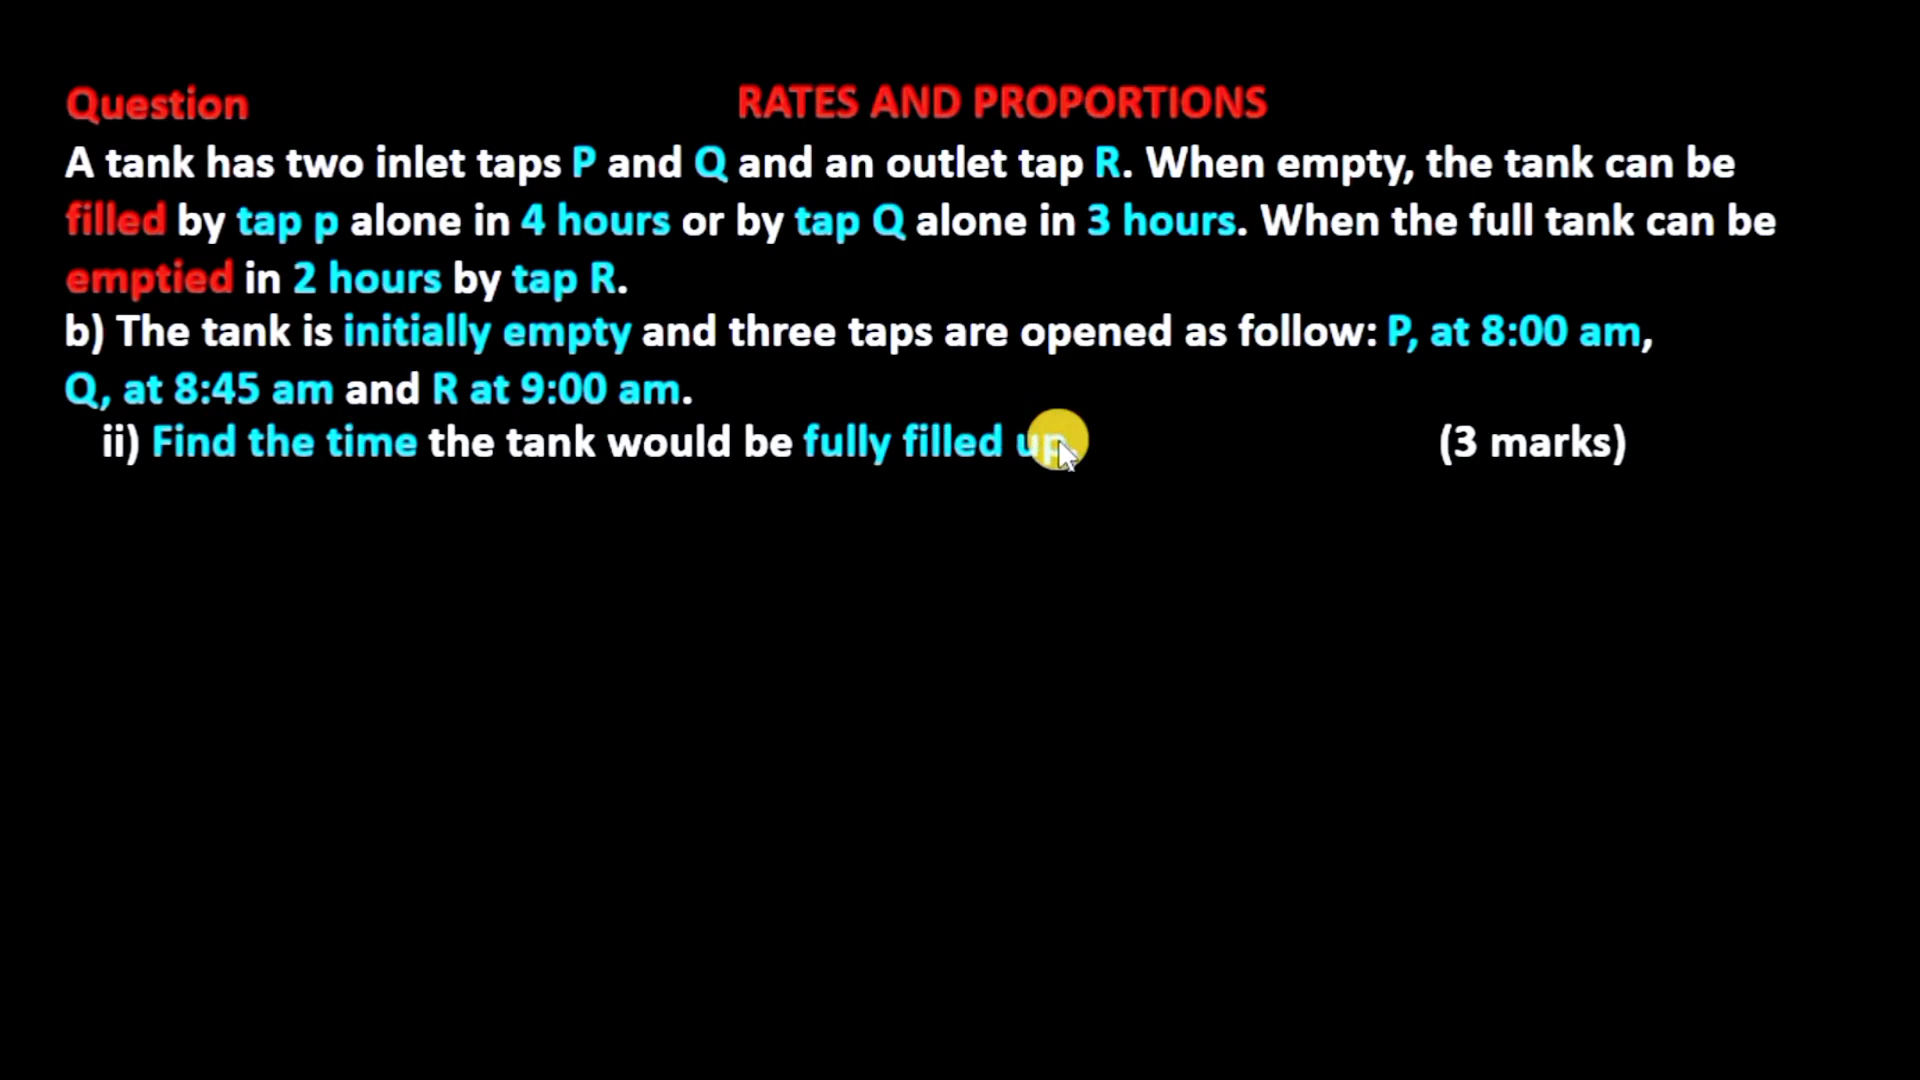 Question RATES AND PROPORTIONS
A tank has two inlet taps P and Q and an outlet tap R. When empty, the tank can be
filled by tap p alone in 4 hours or by tap Q alone in 3 hours. When the full tank can be
emptied in 2 hours by tap R.
b) The tank is initially empty and three taps are opened as follow: P, at 8:00 am,
Q, at 8:45 am and R at 9:00 am.
ii) Find the time the tank would be fully filled up (3 marks)